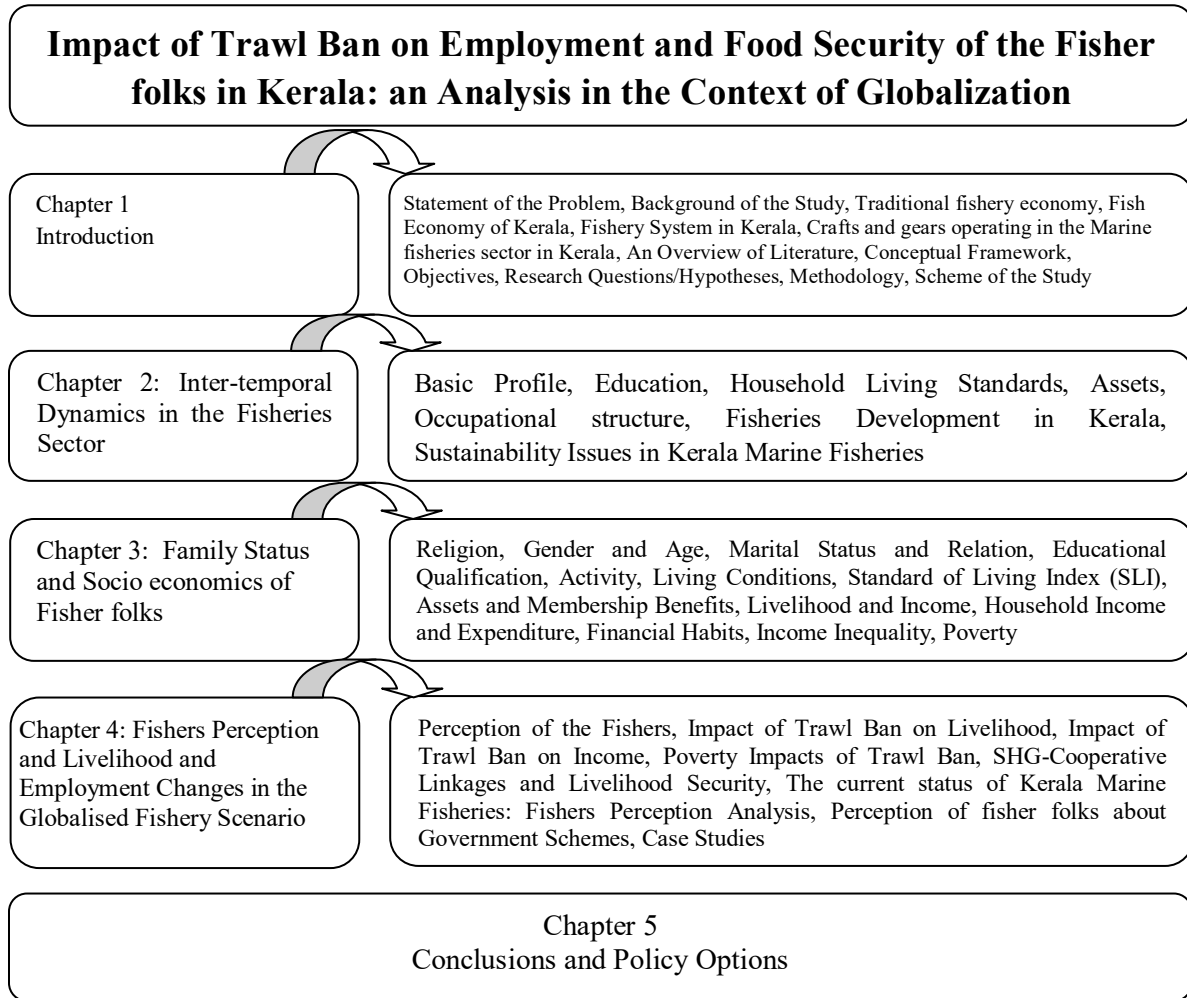 Impact of Trawl Ban on Employment and Food Security of the Fisher
folks in Kerala: an Analysis in the Context of Globalization
Chapter 1
Introduction
Statement of the Problem, Background of the Study, Traditional fishery economy, Fish
Economy of Kerala, Fishery System in Kerala, Crafts and gears operating in the Marine
fisheries sector in Kerala, An Overview of Literature, Conceptual Framework,
Objectives, Research Questions/Hypotheses, Methodology, Scheme of the Study
Chapter 2: Inter-temporal
Dynamics in the Fisheries
Sector
Basic Profile, Education, Household Living Standards, Assets,
Occupational structure, Fisheries Development in Kerala,
Sustainability Issues in Kerala Marine Fisheries
Chapter 3: Family Status
and Socio economics of
Fisher folks
Religion, Gender and Age, Marital Status and Relation, Educational
Qualification, Activity, Living Conditions, Standard of Living Index (SLI),
Assets and Membership Benefits, Livelihood and Income, Household Income
and Expenditure, Financial Habits, Income Inequality, Poverty
Chapter 4: Fishers Perception
and Livelihood and
Employment Changes in the
Globalised Fishery Scenario
Perception of the Fishers, Impact of Trawl Ban on Livelihood, Impact of
Trawl Ban on Income, Poverty Impacts of Trawl Ban, SHG-Cooperative
Linkages and Livelihood Security, The current status of Kerala Marine
Fisheries: Fishers Perception Analysis, Perception of fisher folks about
Government Schemes, Case Studies
Chapter 5
Conclusions and Policy Options